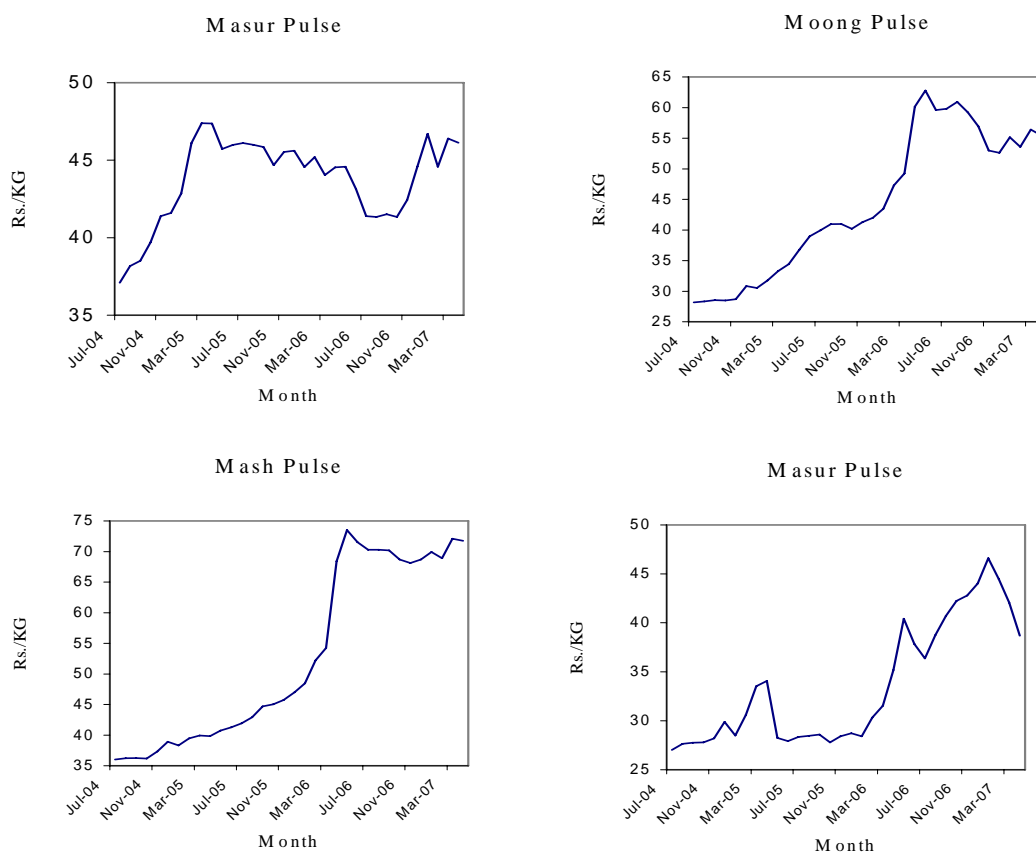 Masur Pulse
50
45
40
35
Rs./KG
Jul-04
Nov-04
Mar-05
Jul-05
Nov-05
Mar-06
Jul-06
Nov-06
Mar-07
Month
Moong Pulse
65
60
55
50
45
40
35
30
25
Rs./KG
Jul-04
Nov-04
Mar-05
Jul-05
Nov-05
Mar-06
Jul-06
Nov-06
Mar-07
Month
Mash Pulse
75
70
65
60
55
50
45
40
35
Rs./KG
Jul-04
Nov-04
Mar-05
Jul-05
Nov-05
Mar-06
Jul-06
Nov-06
Mar-07
Month
Masur Pulse
50
45
40
35
30
25
Rs./KG
Jul-04
Nov-04
Mar-05
Jul-05
Nov-05
Mar-06
Jul-06
Nov-06
Mar-07
Month